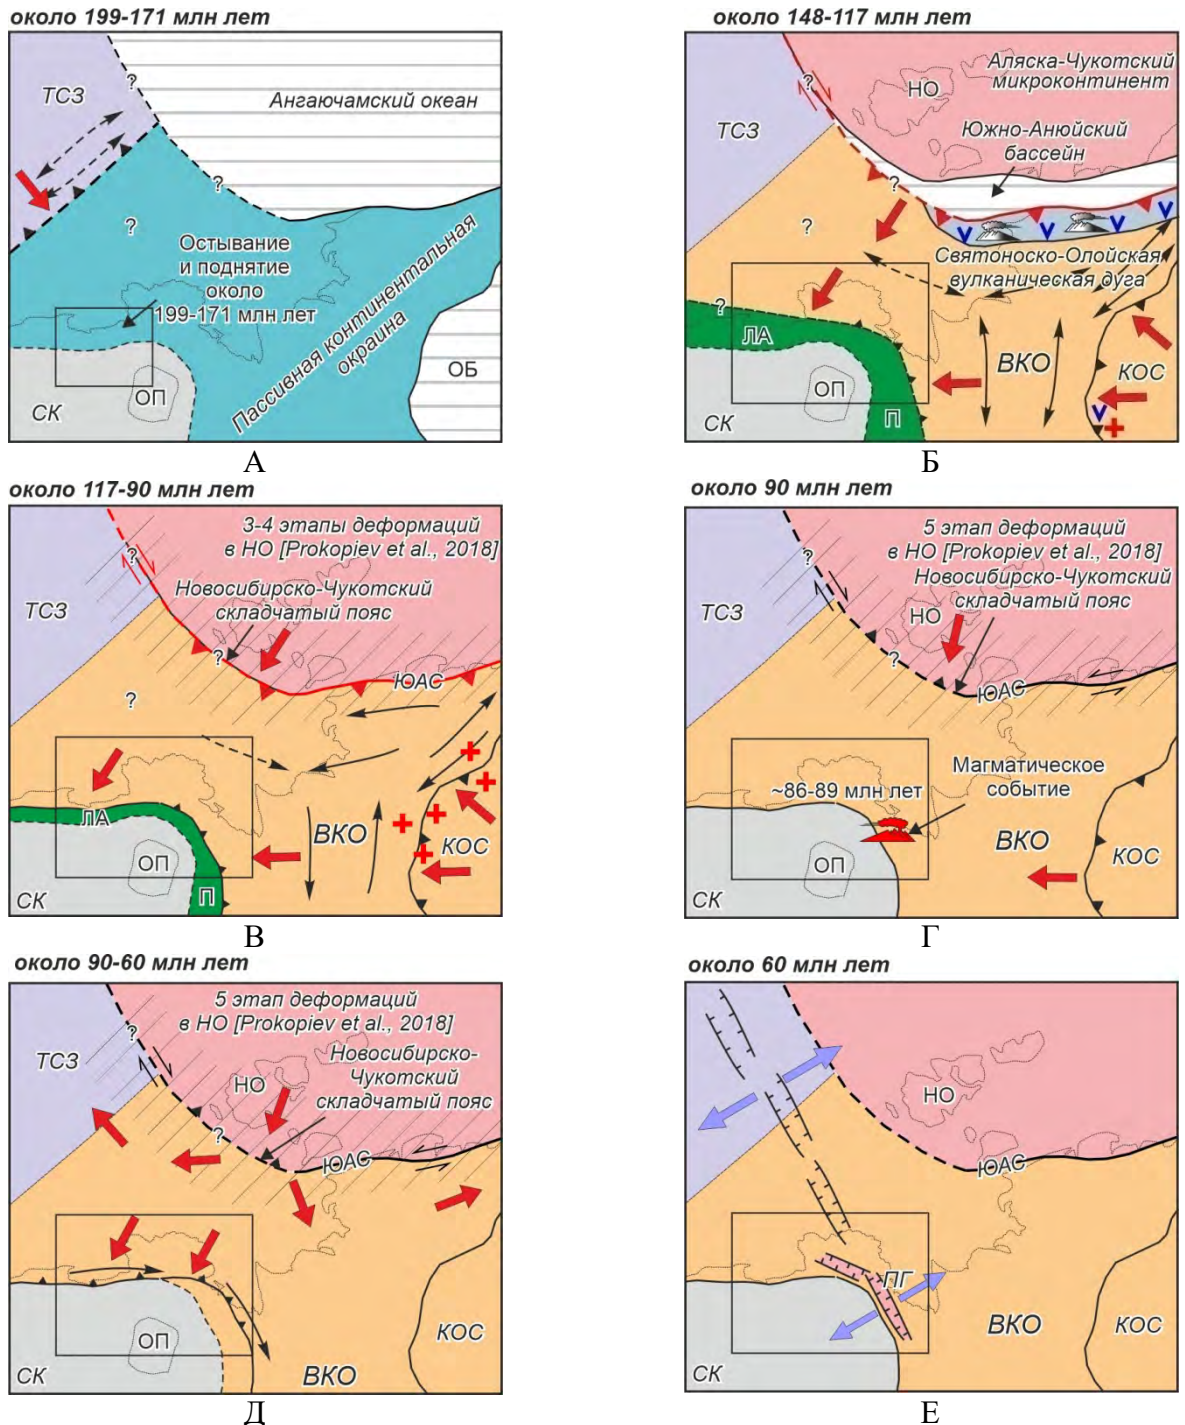 около 199-171 млн лет
ТСЗ
?
Ангаючамский океан
?
?
Остывание
и поднятие
около
199-171 млн лет
Пассивная континентальная
окраина
ОБ
ОП
СК
А
около 148-117 млн лет
Аляска-Чукотский
микроконтинент
НО
?
ТСЗ
Южно-Анюйский
бассейн
?
?
V
V
V
V
Святоноско-Олойская
вулканическая дуга
?
ЛА
ВКО
КОС
ОП
V
СК
П
Б
около 117-90 млн лет
3-4 этапы деформаций
в НО [Prokopiev et al., 2018]
?
Новосибирско-Чукотский
складчатый пояс
ТСЗ
?
ЮАС
?
ЛА
ВКО
КОС
ОП
П
СК
В
около 90 млн лет
5 этап деформаций
в НО [Prokopiev et al., 2018]
?
Новосибирско-Чукотский
складчатый пояс
ТСЗ
НО
?
ЮАС
Магматическое
событие
~86-89 млн лет
ВКО
КОС
ОП
СК
Г
около 90-60 млн лет
5 этап деформаций
в НО [Prokopiev et al., 2018]
?
ТСЗ
Новосибирско-
Чукотский
складчатый пояс
НО
?
ЮАС
ОП
КОС
СК
ВКО
Д
около 60 млн лет
НО
ЮАС
ПГ
ВКО
КОС
СК
Е